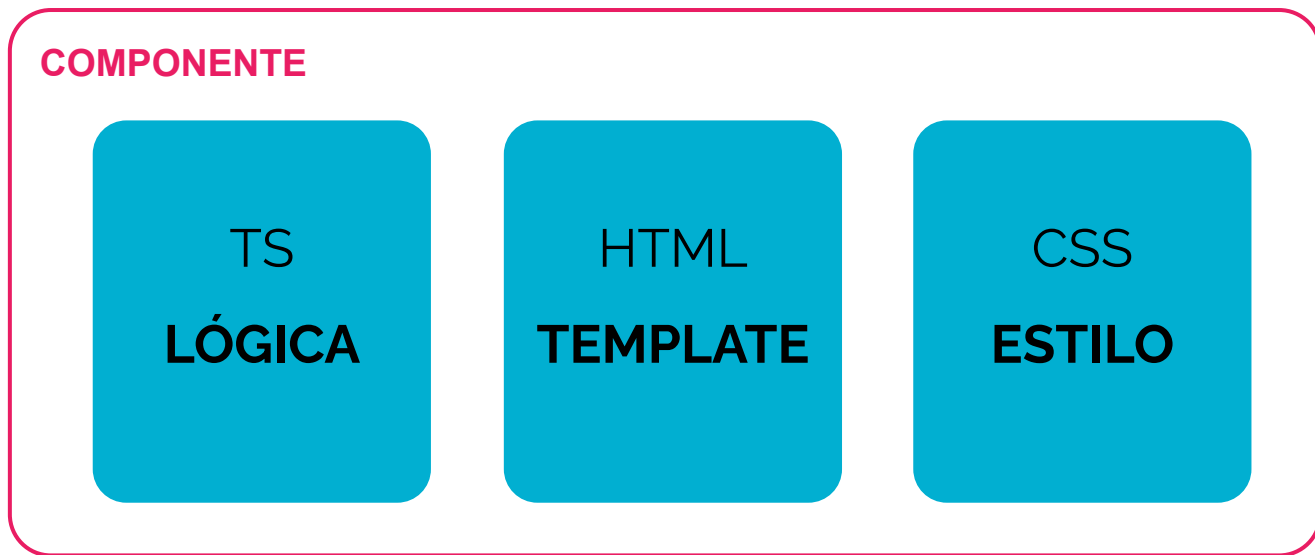 COMPONENTE
TS
LÓGICA
HTML
TEMPLATE
CSS
ESTILO